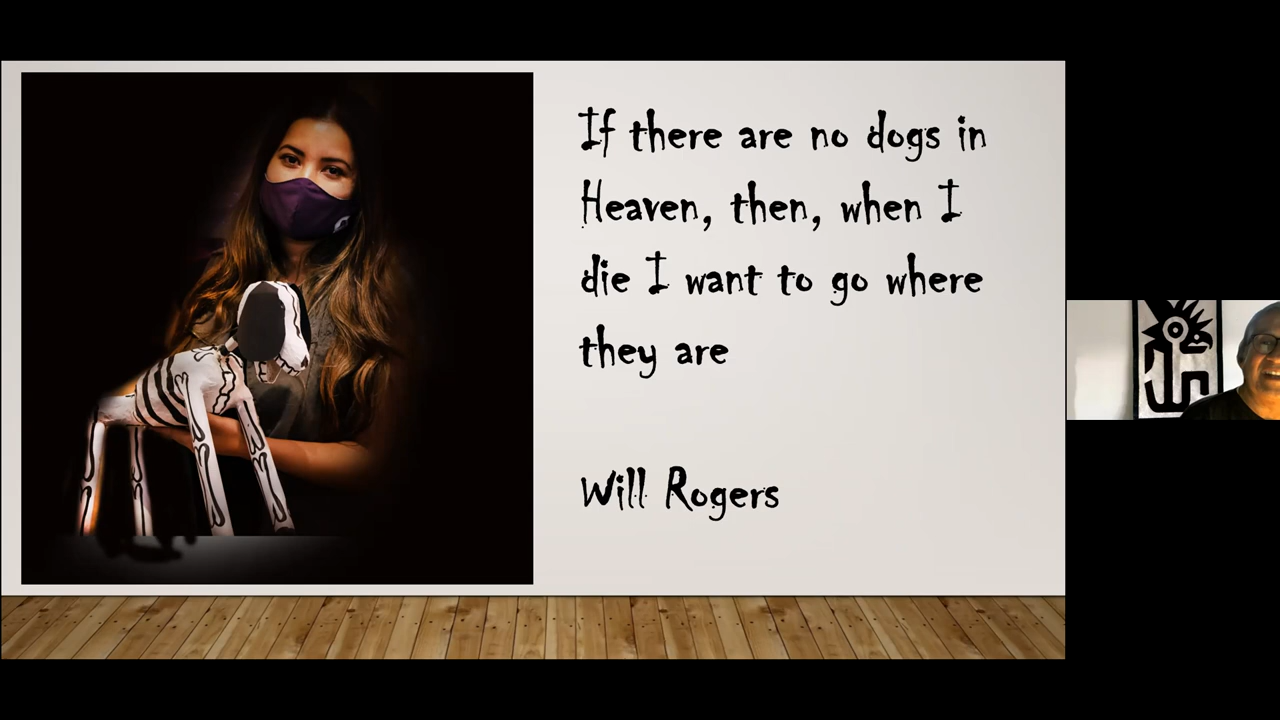 If there are no dogs in
Heaven, then, when I
die I want to go where
they are
Will Rogers